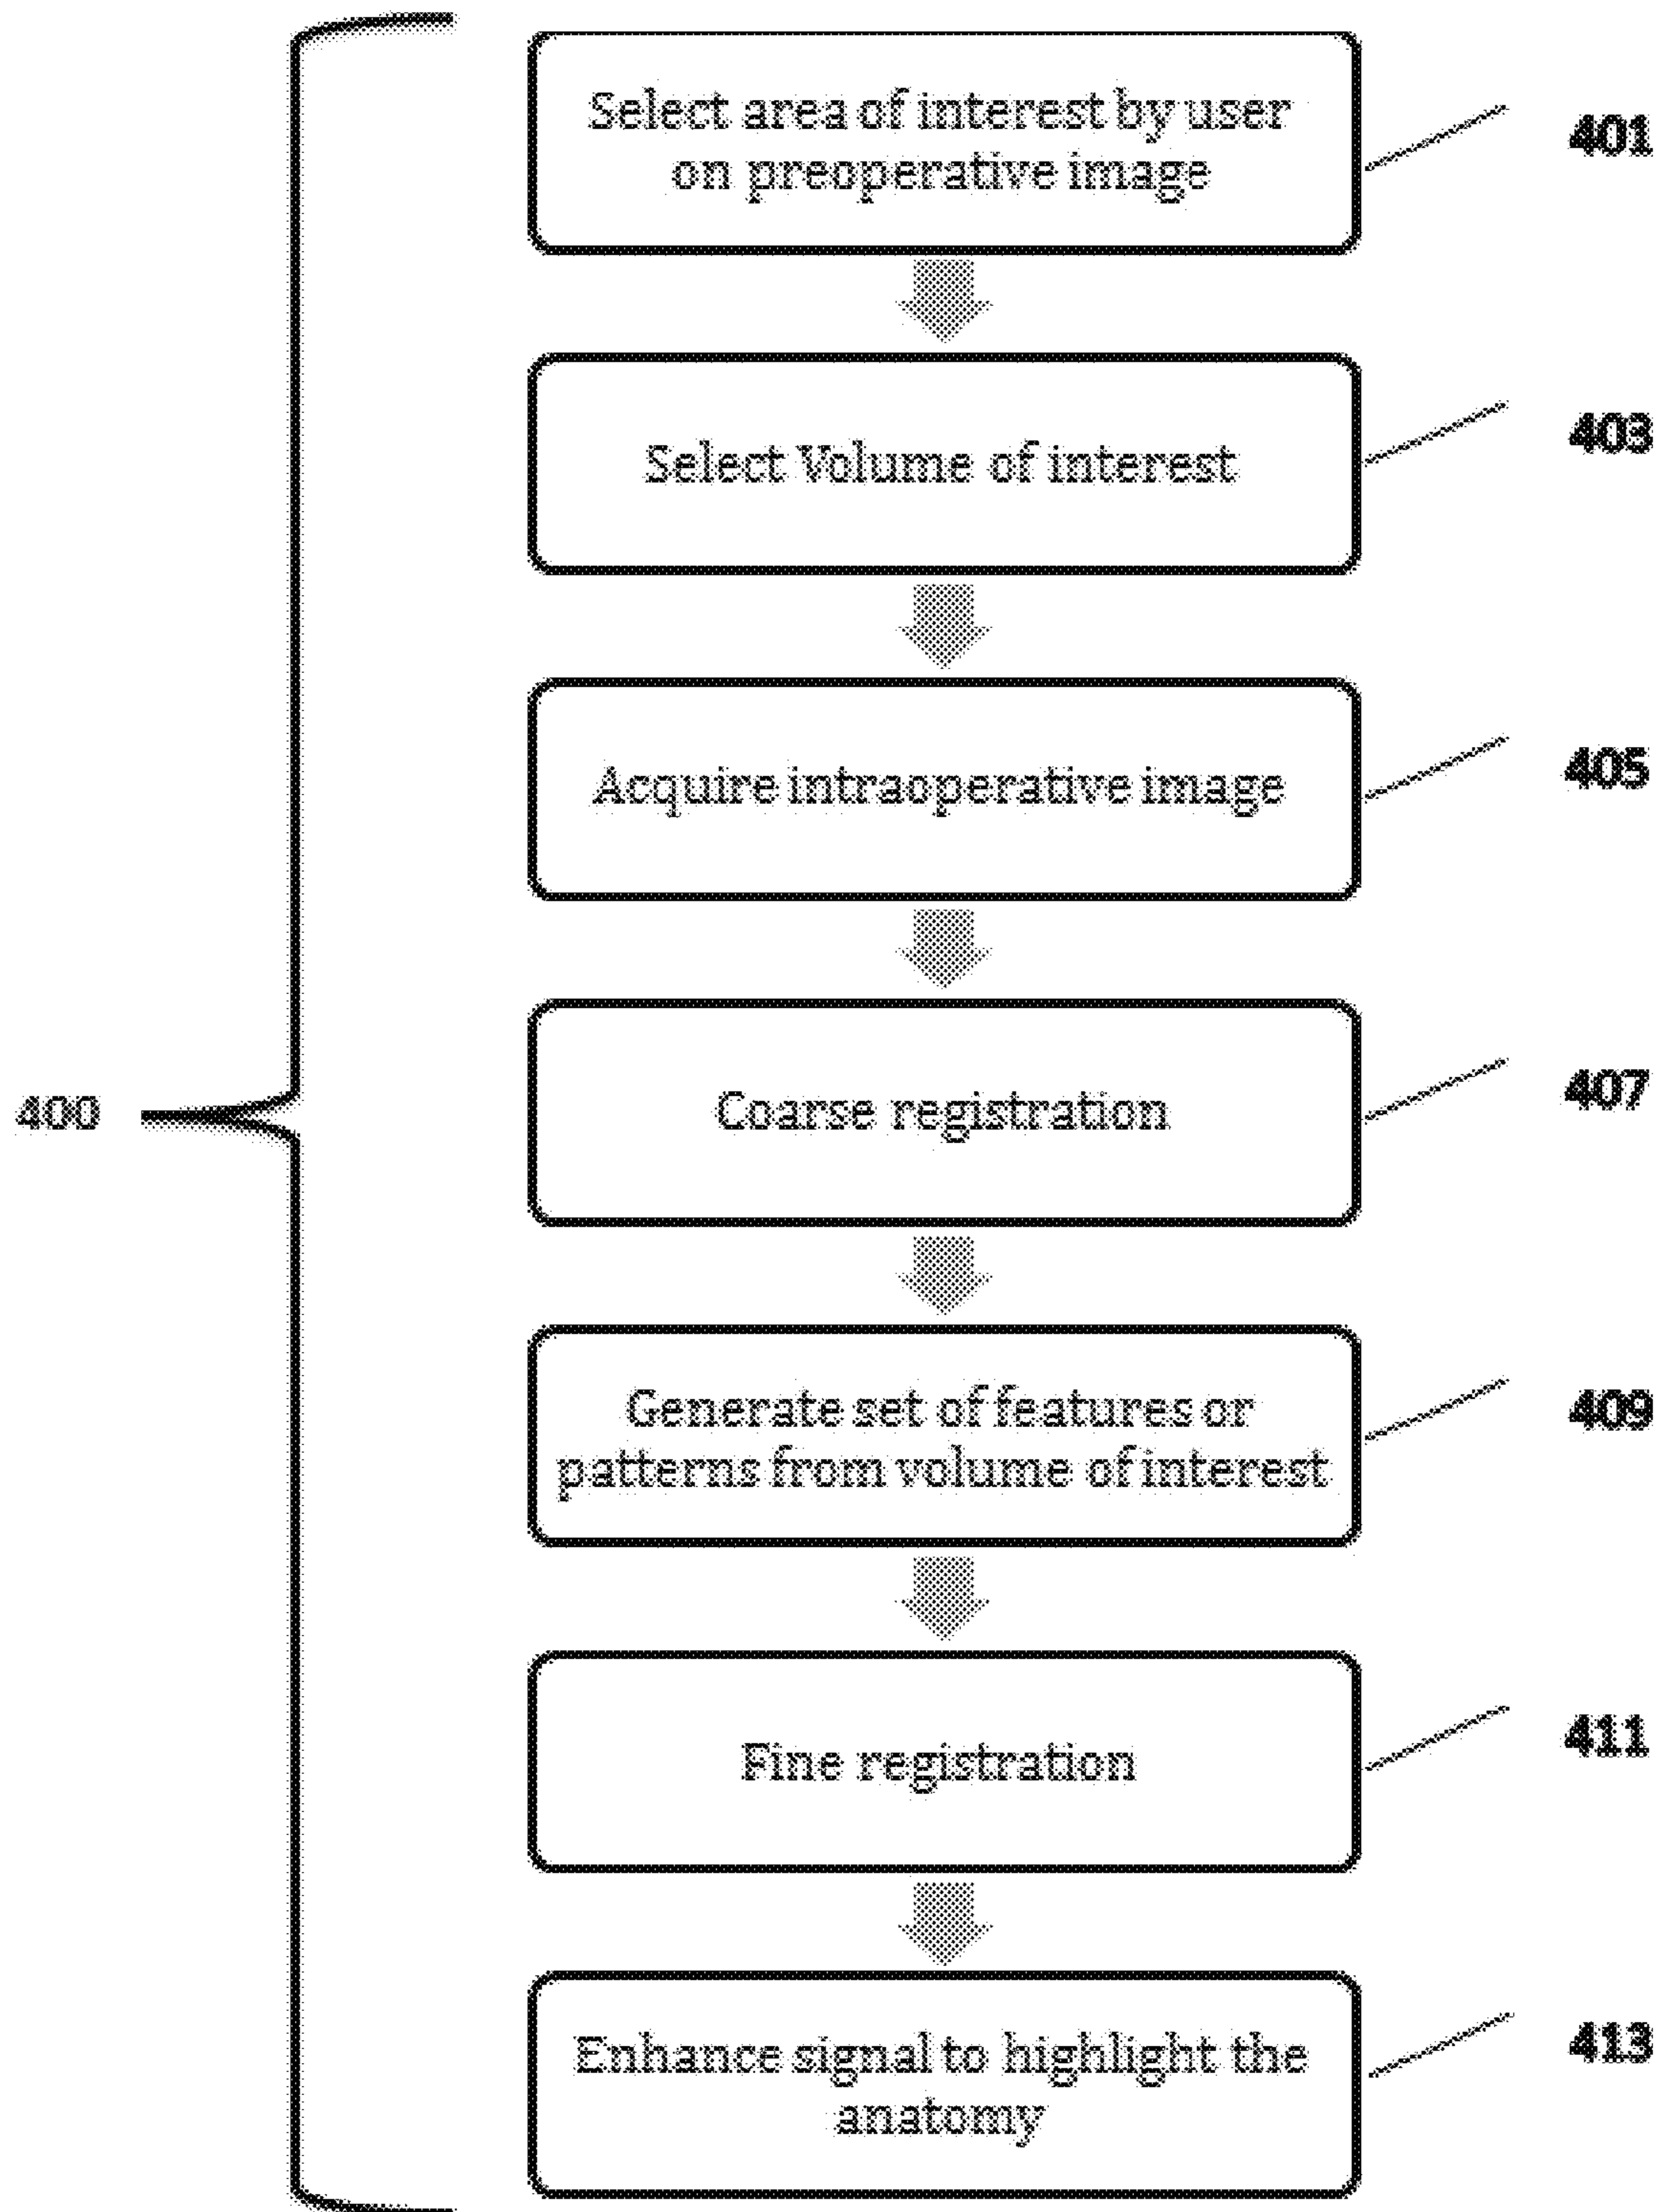 Select area of interest by user
on preoperative image
401
Select Volume of interest
403
Acquire intraoperative image
405
Coarse registration
407
400
Generate set of features or
patterns from volume of interest
409
Fine registration
411
Enhance signal to highlight the
anatomy
413